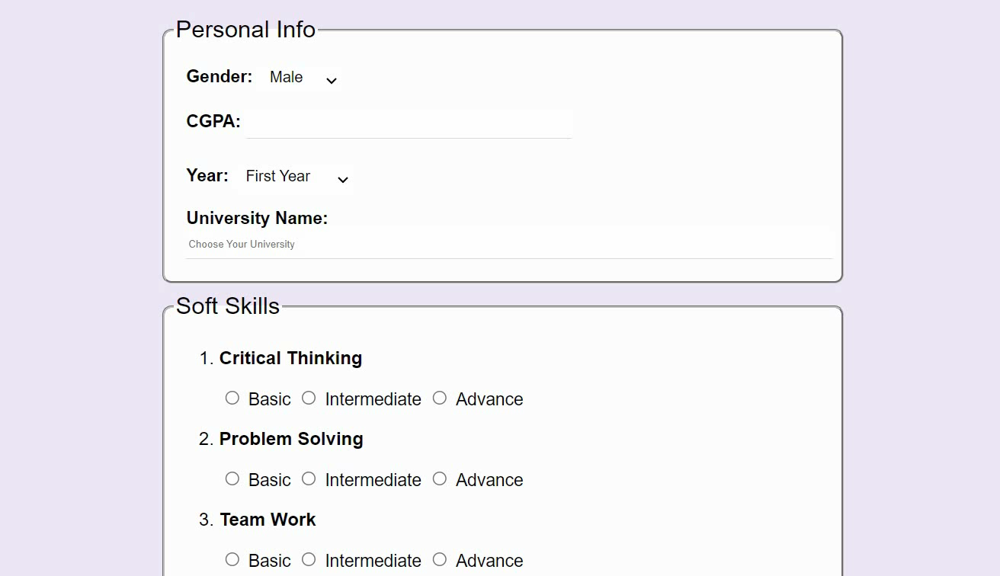 Personal Info
Gender: Male
CGPA:
Year: First Year
University Name:
Choose Your University
Soft Skills
1. Critical Thinking
Basic Intermediate Advance
2. Problem Solving
Basic Intermediate Advance
3. Team Work
Basic Intermediate Advance